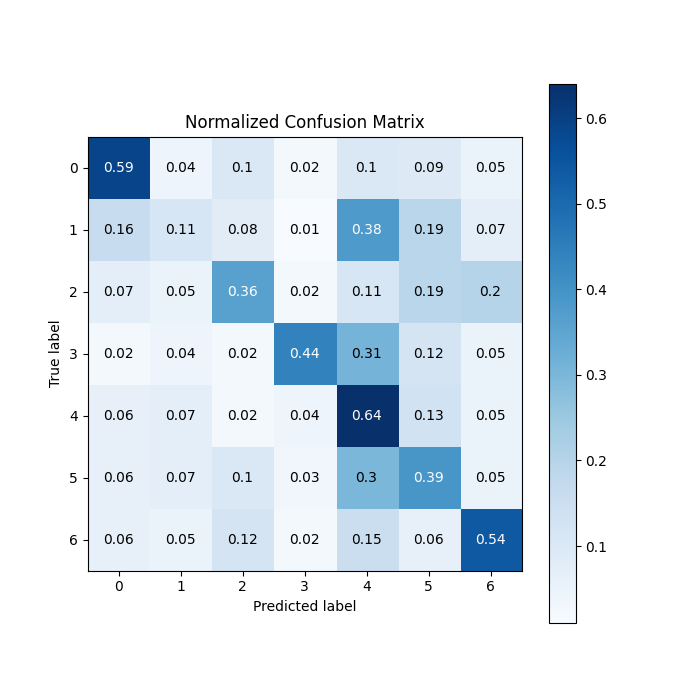 Normalized Confusion Matrix
True label
0 0.59 0.04 0.1 0.02 0.1 0.09 0.05
1 0.16 0.11 0.08 0.01 0.38 0.19 0.07
2 0.07 0.05 0.36 0.02 0.11 0.19 0.2
3 0.02 0.04 0.02 0.44 0.31 0.12 0.05
4 0.06 0.07 0.02 0.04 0.64 0.13 0.05
5 0.06 0.07 0.1 0.03 0.3 0.39 0.05
6 0.06 0.05 0.12 0.02 0.15 0.06 0.54
0 1 2 3 4 5 6
Predicted label
0.6
0.5
0.4
0.3
0.2
0.1